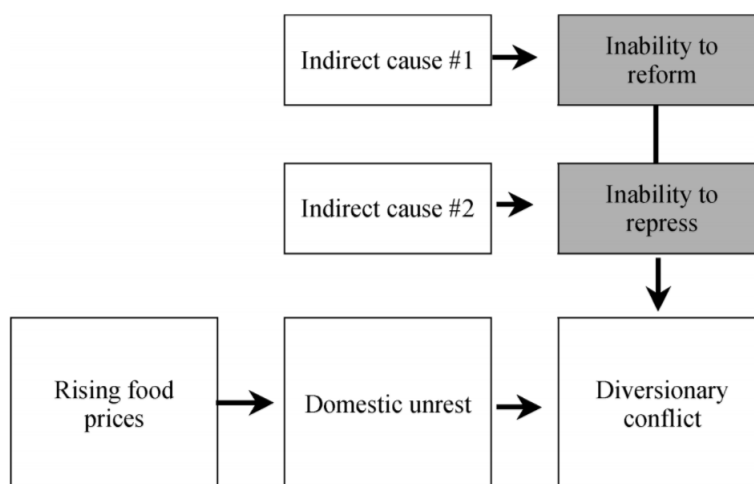 Indirect cause #1
Inability to
reform
Indirect cause #2
Inability to
repress
Rising food
prices
Domestic unrest
Diversionary
conflict